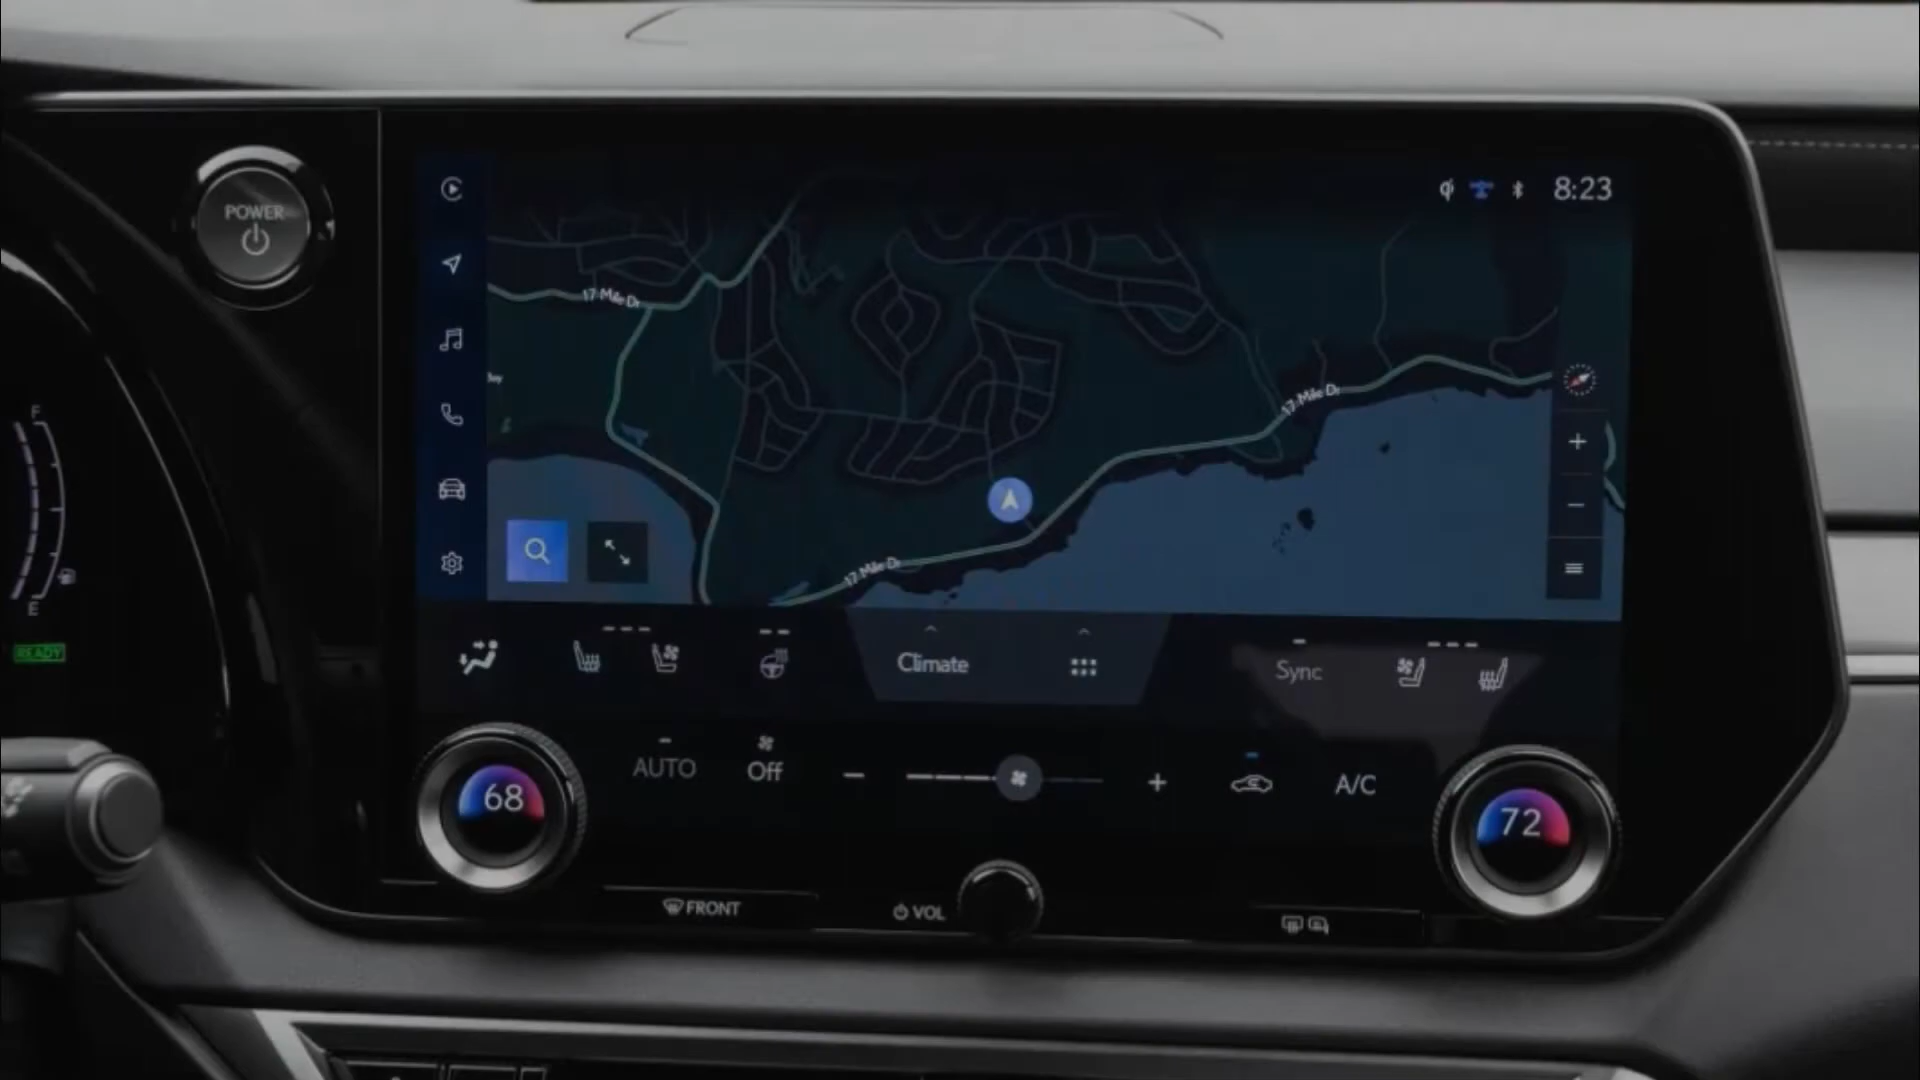 POWER
8:23
17 Mile Dr
17 Mile Dr
17 Mile Dr
F
E
READY
Climate
Sync
AUTO
Off
A/C
68
72
FRONT
VOL